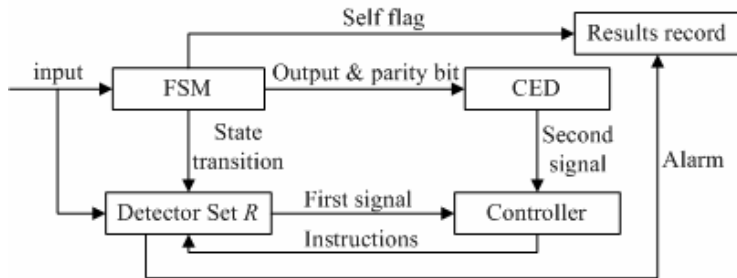 Self flag
Results record
input
FSM
Output & parity bit
CED
State
transition
Second
signal
Alarm
Detector Set R
First signal
Controller
Instructions